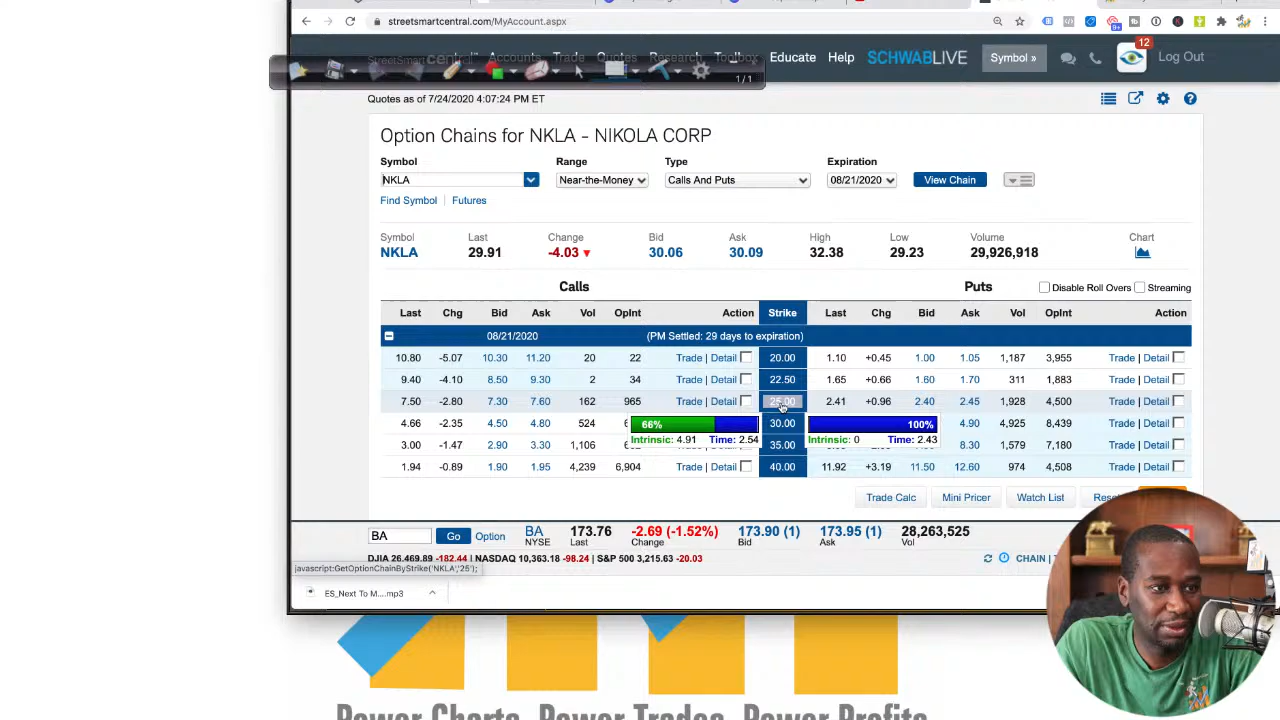 streetsmartcentral.com/MyAccount.aspx
9+
StreetSmart Central™ Accounts Trade Quotes Research Toolbox Educate Help SCHWABLIVE Symbol » 12 Log Out
1/1
Quotes as of 7/24/2020 4:07:24 PM ET
Option Chains for NKLA - NIKOLA CORP
Symbol Range Type Expiration
NKLA Near-the-Money Calls And Puts 08/21/2020 View Chain
Find Symbol | Futures
Symbol Last Change Bid Ask High Low Volume Chart
NKLA 29.91 -4.03 30.06 30.09 32.38 29.23 29,926,918
Calls Puts Disable Roll Overs Streaming
Last Chg Bid Ask Vol OpInt Action Strike Last Chg Bid Ask Vol OpInt Action
08/21/2020 (PM Settled: 29 days to expiration)
10.80 -5.07 10.30 11.20 20 22 Trade | Detail 20.00 1.10 +0.45 1.00 1.05 1,187 3,955 Trade | Detail
9.40 -4.10 8.50 9.30 2 34 Trade | Detail 22.50 1.65 +0.66 1.60 1.70 311 1,883 Trade | Detail
7.50 -2.80 7.30 7.60 162 965 Trade | Detail 25.00 2.41 +0.96 2.40 2.45 1,928 4,500 Trade | Detail
4.66 -2.35 4.50 4.80 524 66% 30.00 100% 4.90 4,925 8,439 Trade | Detail
Intrinsic: 4.91 Time: 2.54 Intrinsic: 0 Time: 2.43
3.00 -1.47 2.90 3.30 1,106 35.00 8.30 1,579 7,180 Trade | Detail
1.94 -0.89 1.90 1.95 4,239 6,904 Trade | Detail 40.00 11.92 +3.19 11.50 12.60 974 4,508 Trade | Detail
Trade Calc Mini Pricer Watch List
BA Go Option BA 173.76 -2.69 (-1.52%) 173.90 (1) 173.95 (1) 28,263,525
NYSE Last Change Bid Ask Vol
DJIA 26,469.89 -182.44 | NASDAQ 10,363.18 -98.24 | S&P 500 3,215.63 -20.03 CHAIN |
javascript:GetOptionChainByStrike('NKLA','25');
ES_Next To M....mp3
Power Charts. Power Trades. Power Profits